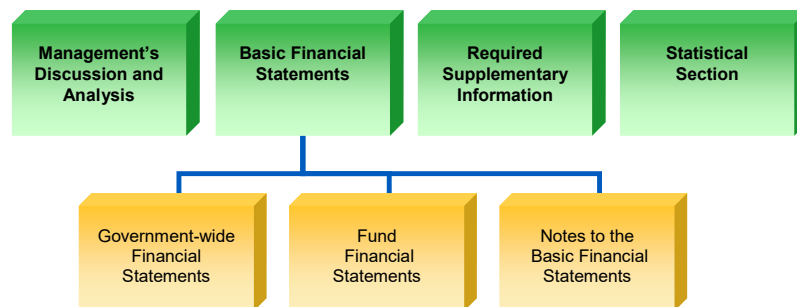 Management’s
Discussion and
Analysis
Basic Financial
Statements
Required
Supplementary
Information
Statistical
Section
Government-wide
Financial
Statements
Fund
Financial
Statements
Notes to the
Basic Financial
Statements